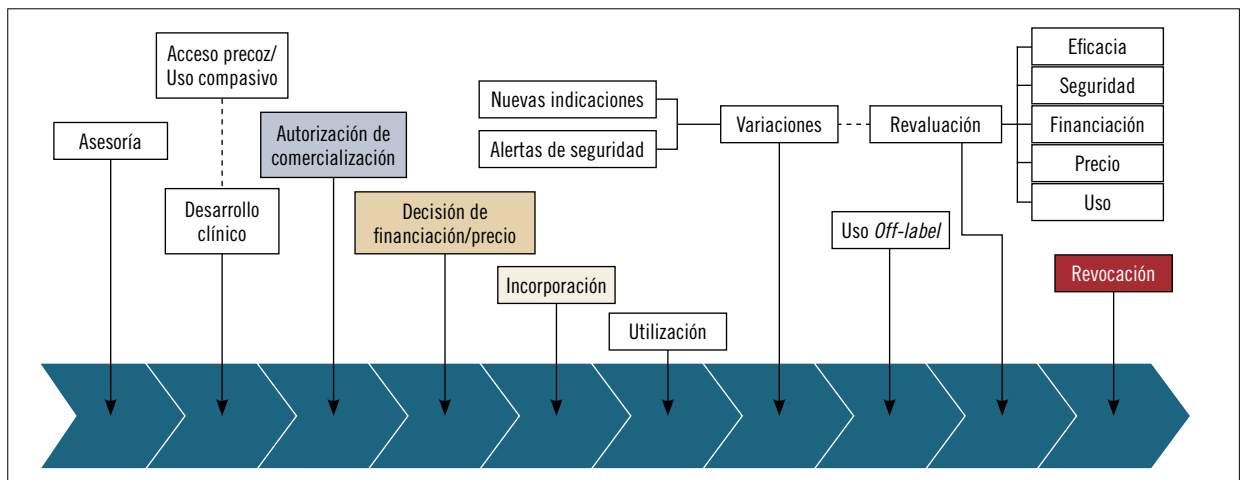 Acceso precoz/
Uso compasivo
Asesoría
Desarrollo
clínico
Autorización de
comercialización
Decisión de
financiación/precio
Incorporación
Utilización
Nuevas indicaciones
Alertas de seguridad
Variaciones
Revaluación
Eficacia
Seguridad
Financiación
Precio
Uso
Uso Off-label
Revocación